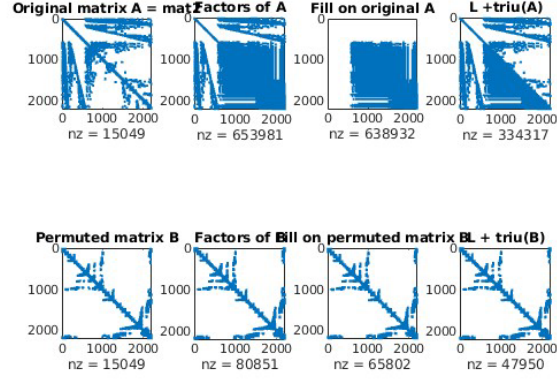 Original matrix A = mat2
Factors of A
Fill on original A
L +triu(A)
0
1000
2000
0 1000 2000
nz = 15049
0
1000
2000
0 1000 2000
nz = 653981
0
1000
2000
0 1000 2000
nz = 638932
0
1000
2000
0 1000 2000
nz = 334317
Permuted matrix B
Factors of B
Fill on permuted matrix B
L + triu(B)
0
1000
2000
0 1000 2000
nz = 15049
0
1000
2000
0 1000 2000
nz = 80851
0
1000
2000
0 1000 2000
nz = 65802
0
1000
2000
0 1000 2000
nz = 47950